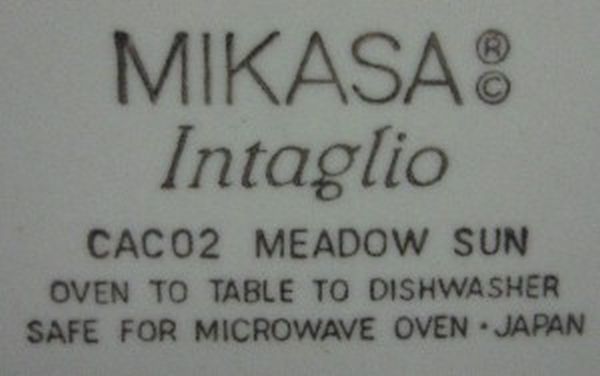 MIKASA ® ©
Intaglio
CAC02 MEADOW SUN
OVEN TO TABLE TO DISHWASHER
SAFE FOR MICROWAVE OVEN · JAPAN